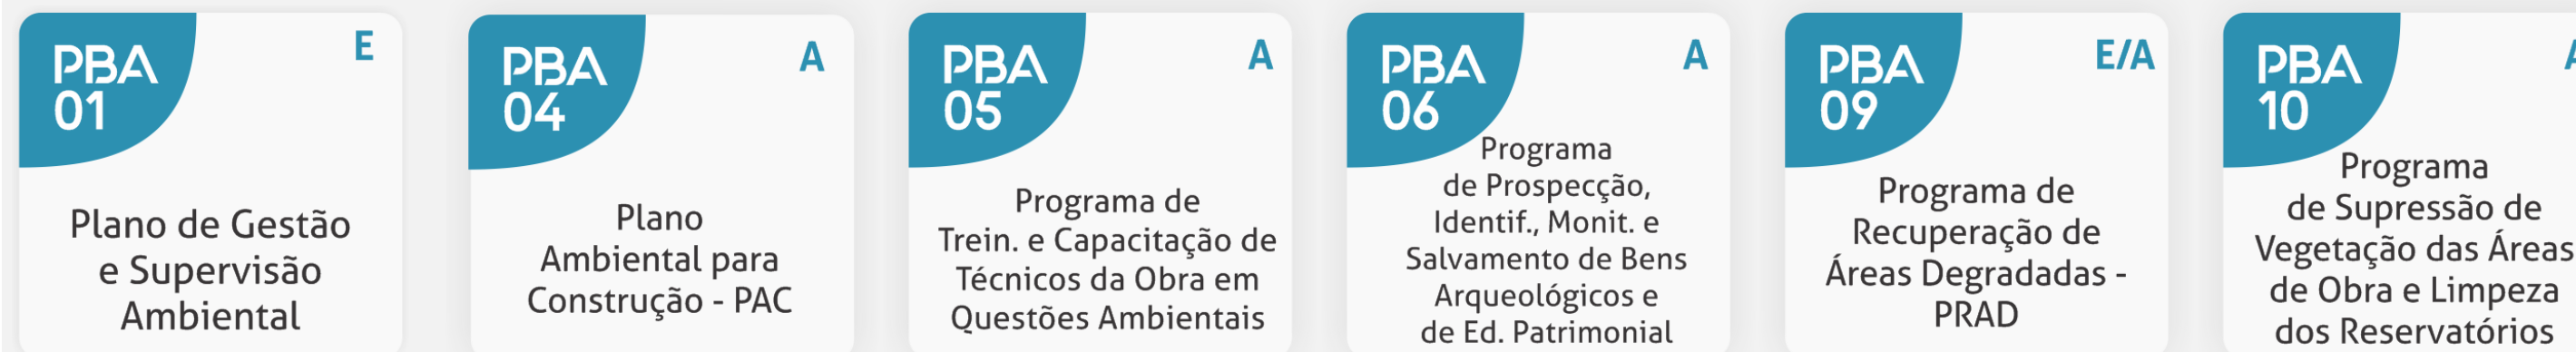 PBA
01
E
Plano de Gestão
e Supervisão
Ambiental
PBA
04
A
Plano
Ambiental para
Construção - PAC
PBA
05
A
Programa de
Trein. e Capacitação de
Técnicos da Obra em
Questões Ambientais
PBA
06
A
Programa
de Prospecção,
Identif., Monit. e
Salvamento de Bens
Arqueológicos e
de Ed. Patrimonial
PBA
09
E/A
Programa de
Recuperação de
Áreas Degradadas -
PRAD
PBA
10
Programa
de Supressão de
Vegetação das Áreas
de Obra e Limpeza
dos Reservatórios